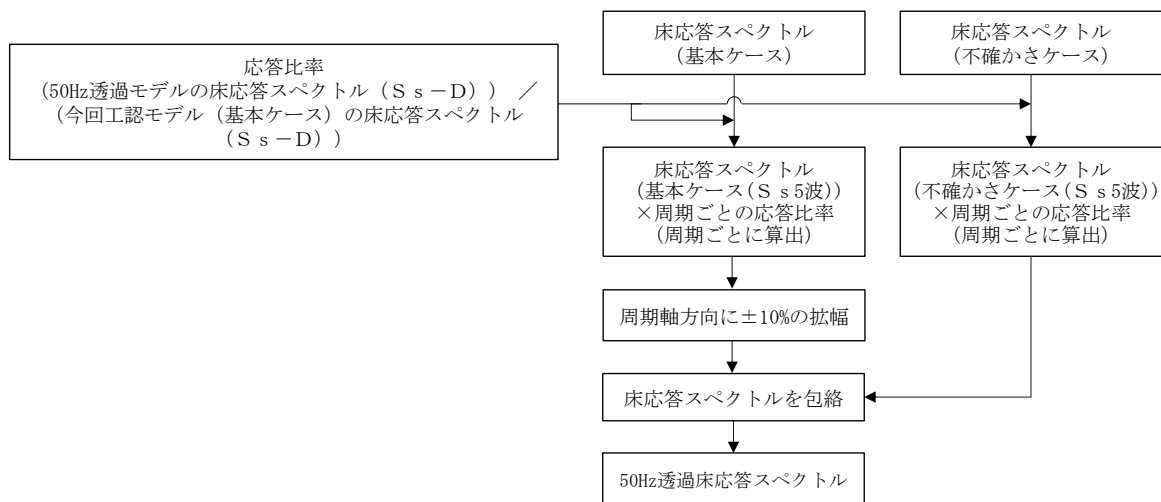 応答比率
(50Hz透過モデルの床応答スペクトル(Ss-D)) /
(今回工認モデル(基本ケース)の床応答スペクトル
(Ss-D))
床応答スペクトル
(基本ケース)
床応答スペクトル
(不確かさケース)
床応答スペクトル
(基本ケース(Ss5波))
×周期ごとの応答比率
(周期ごとに算出)
床応答スペクトル
(不確かさケース(Ss5波))
×周期ごとの応答比率
(周期ごとに算出)
周期軸方向に±10%の拡幅
床応答スペクトルを包絡
50Hz透過床応答スペクトル